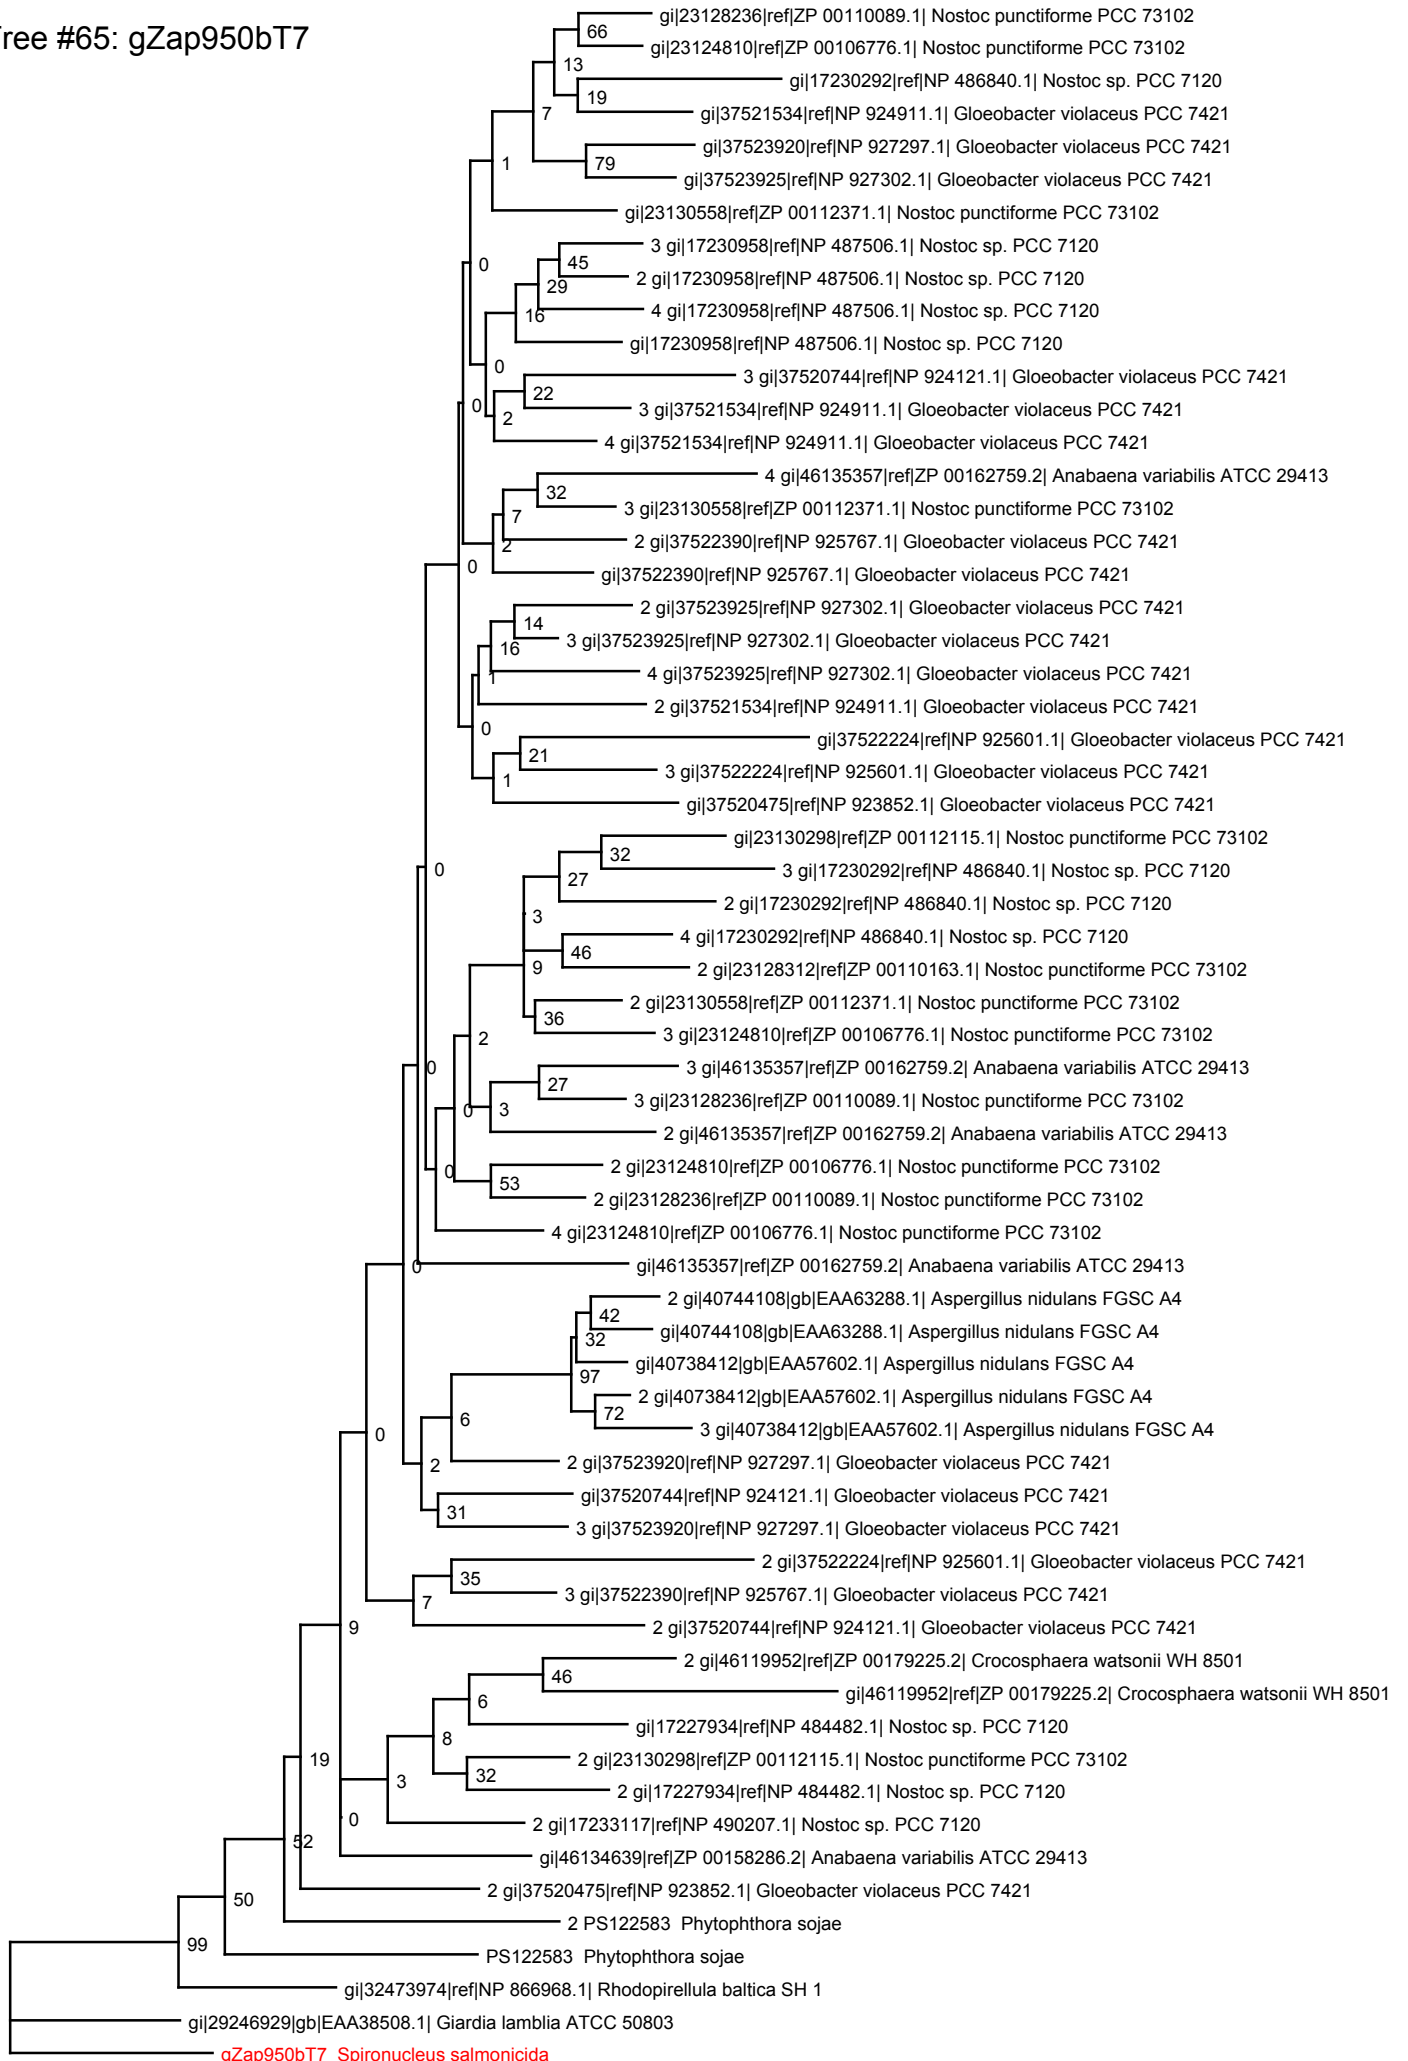 ree #65: gZap950bT7
gi|23128236|ref|ZP 00110089.1| Nostoc punctiforme PCC 73102
66
gi|23124810|ref|ZP 00106776.1| Nostoc punctiforme PCC 73102
13
gi|17230292|ref|NP 486840.1| Nostoc sp. PCC 7120
19
7
gi|37521534|ref|NP 924911.1| Gloeobacter violaceus PCC 7421
gi|37523920|ref|NP 927297.1| Gloeobacter violaceus PCC 7421
1
79
gi|37523925|ref|NP 927302.1| Gloeobacter violaceus PCC 7421
gi|23130558|ref|ZP 00112371.1| Nostoc punctiforme PCC 73102
3 gi|17230958|ref|NP 487506.1| Nostoc sp. PCC 7120
0
45
2 gi|17230958|ref|NP 487506.1| Nostoc sp. PCC 7120
29
4 gi|17230958|ref|NP 487506.1| Nostoc sp. PCC 7120
16
gi|17230958|ref|NP 487506.1| Nostoc sp. PCC 7120
0
3 gi|37520744|ref|NP 924121.1| Gloeobacter violaceus PCC 7421
22
0
3 gi|37521534|ref|NP 924911.1| Gloeobacter violaceus PCC 7421
2
4 gi|37521534|ref|NP 924911.1| Gloeobacter violaceus PCC 7421
4 gi|46135357|ref|ZP 00162759.2| Anabaena variabilis ATCC 29413
32
3 gi|23130558|ref|ZP 00112371.1| Nostoc punctiforme PCC 73102
7
2 gi|37522390|ref|NP 925767.1| Gloeobacter violaceus PCC 7421
2
0
gi|37522390|ref|NP 925767.1| Gloeobacter violaceus PCC 7421
2 gi|37523925|ref|NP 927302.1| Gloeobacter violaceus PCC 7421
14
3 gi|37523925|ref|NP 927302.1| Gloeobacter violaceus PCC 7421
16
4 gi|37523925|ref|NP 927302.1| Gloeobacter violaceus PCC 7421
1
2 gi|37521534|ref|NP 924911.1| Gloeobacter violaceus PCC 7421
0
gi|37522224|ref|NP 925601.1| Gloeobacter violaceus PCC 7421
21
3 gi|37522224|ref|NP 925601.1| Gloeobacter violaceus PCC 7421
1
gi|37520475|ref|NP 923852.1| Gloeobacter violaceus PCC 7421
gi|23130298|ref|ZP 00112115.1| Nostoc punctiforme PCC 73102
32
0
3 gi|17230292|ref|NP 486840.1| Nostoc sp. PCC 7120
27
2 gi|17230292|ref|NP 486840.1| Nostoc sp. PCC 7120
3
4 gi|17230292|ref|NP 486840.1| Nostoc sp. PCC 7120
46
9
2 gi|23128312|ref|ZP 00110163.1| Nostoc punctiforme PCC 73102
2 gi|23130558|ref|ZP 00112371.1| Nostoc punctiforme PCC 73102
36
3 gi|23124810|ref|ZP 00106776.1| Nostoc punctiforme PCC 73102
2
3 gi|46135357|ref|ZP 00162759.2| Anabaena variabilis ATCC 29413
0
27
3 gi|23128236|ref|ZP 00110089.1| Nostoc punctiforme PCC 73102
0
3
2 gi|46135357|ref|ZP 00162759.2| Anabaena variabilis ATCC 29413
2 gi|23124810|ref|ZP 00106776.1| Nostoc punctiforme PCC 73102
0
53
2 gi|23128236|ref|ZP 00110089.1| Nostoc punctiforme PCC 73102
4 gi|23124810|ref|ZP 00106776.1| Nostoc punctiforme PCC 73102
0
gi|46135357|ref|ZP 00162759.2| Anabaena variabilis ATCC 29413
2 gi|40744108|gb|EAA63288.1| Aspergillus nidulans FGSC A4
42
gi|40744108|gb|EAA63288.1| Aspergillus nidulans FGSC A4
32
gi|40738412|gb|EAA57602.1| Aspergillus nidulans FGSC A4
97
2 gi|40738412|gb|EAA57602.1| Aspergillus nidulans FGSC A4
72
6
3 gi|40738412|gb|EAA57602.1| Aspergillus nidulans FGSC A4
0
2 gi|37523920|ref|NP 927297.1| Gloeobacter violaceus PCC 7421
2
gi|37520744|ref|NP 924121.1| Gloeobacter violaceus PCC 7421
31
3 gi|37523920|ref|NP 927297.1| Gloeobacter violaceus PCC 7421
2 gi|37522224|ref|NP 925601.1| Gloeobacter violaceus PCC 7421
35
3 gi|37522390|ref|NP 925767.1| Gloeobacter violaceus PCC 7421
7
2 gi|37520744|ref|NP 924121.1| Gloeobacter violaceus PCC 7421
9
2 gi|46119952|ref|ZP 00179225.2| Crocosphaera watsonii WH 8501
46
gi|46119952|ref|ZP 00179225.2| Crocosphaera watsonii WH 8501
6
gi|17227934|ref|NP 484482.1| Nostoc sp. PCC 7120
8
2 gi|23130298|ref|ZP 00112115.1| Nostoc punctiforme PCC 73102
19
32
3
2 gi|17227934|ref|NP 484482.1| Nostoc sp. PCC 7120
0
2 gi|17233117|ref|NP 490207.1| Nostoc sp. PCC 7120
52
gi|46134639|ref|ZP 00158286.2| Anabaena variabilis ATCC 29413
2 gi|37520475|ref|NP 923852.1| Gloeobacter violaceus PCC 7421
50
2 PS122583 Phytophthora sojae
99
PS122583 Phytophthora sojae
gi|32473974|ref|NP 866968.1| Rhodopirellula baltica SH 1
gi|29246929|gb|EAA38508.1| Giardia lamblia ATCC 50803
gZap950bT7 Spironucleus salmonicida